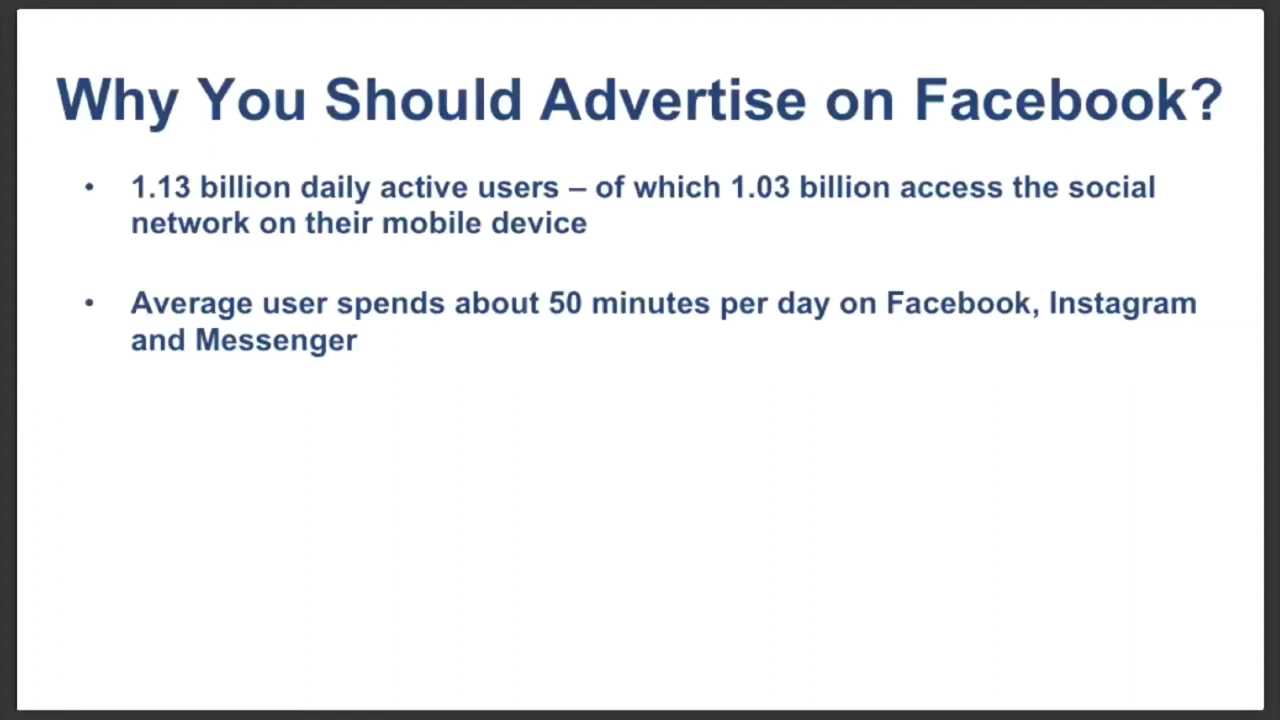 Why You Should Advertise on Facebook?
• 1.13 billion daily active users – of which 1.03 billion access the social
network on their mobile device
• Average user spends about 50 minutes per day on Facebook, Instagram
and Messenger